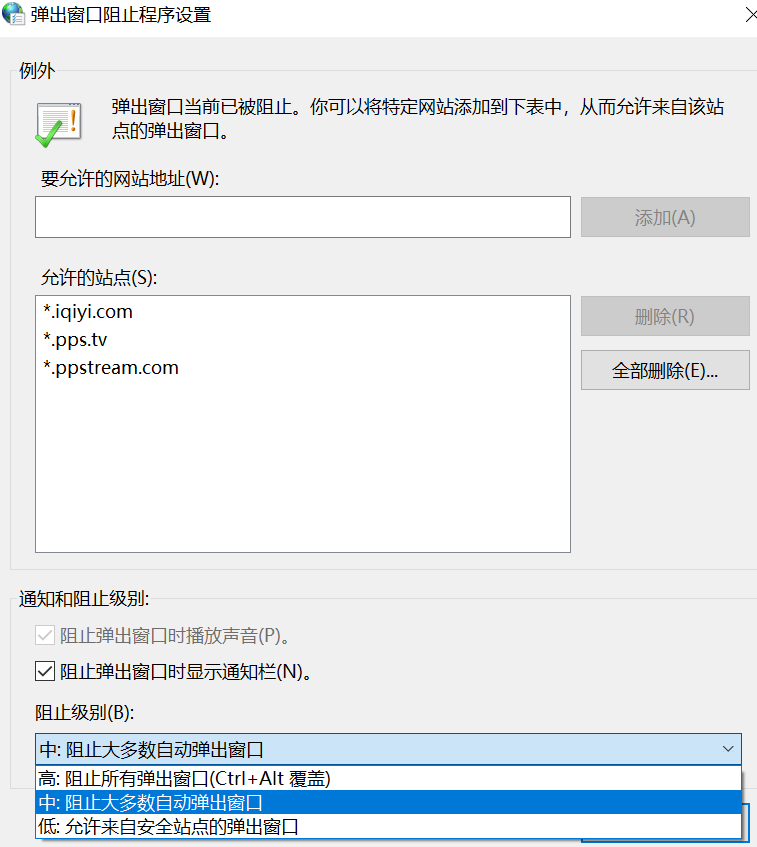 弹出窗口阻止程序设置
例外
弹出窗口当前已被阻止。你可以将特定网站添加到下表中，从而允许来自该站
点的弹出窗口。
要允许的网站地址(W):
添加(A)
允许的站点(S):
*.iqiyi.com
*.pps.tv
*.ppstream.com
删除(R)
全部删除(E)...
通知和阻止级别:
阻止弹出窗口时播放声音(P)。
阻止弹出窗口时显示通知栏(N)。
阻止级别(B):
中: 阻止大多数自动弹出窗口
高: 阻止所有弹出窗口(Ctrl+Alt 覆盖)
中: 阻止大多数自动弹出窗口
低: 允许来自安全站点的弹出窗口